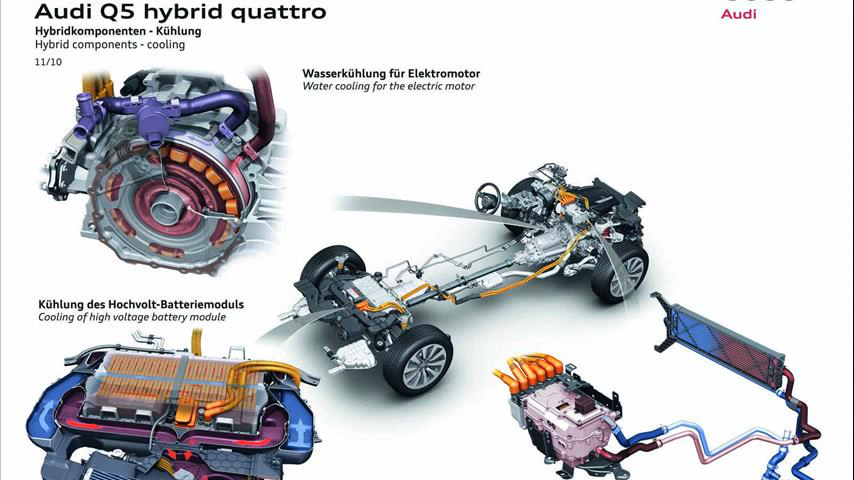 Audi Q5 hybrid quattro
Hybridkomponenten - Kühlung
Hybrid components - cooling
11/10
Audi
Wasserkühlung für Elektromotor
Water cooling for the electric motor
Kühlung des Hochvolt-Batteriemoduls
Cooling of high voltage battery module